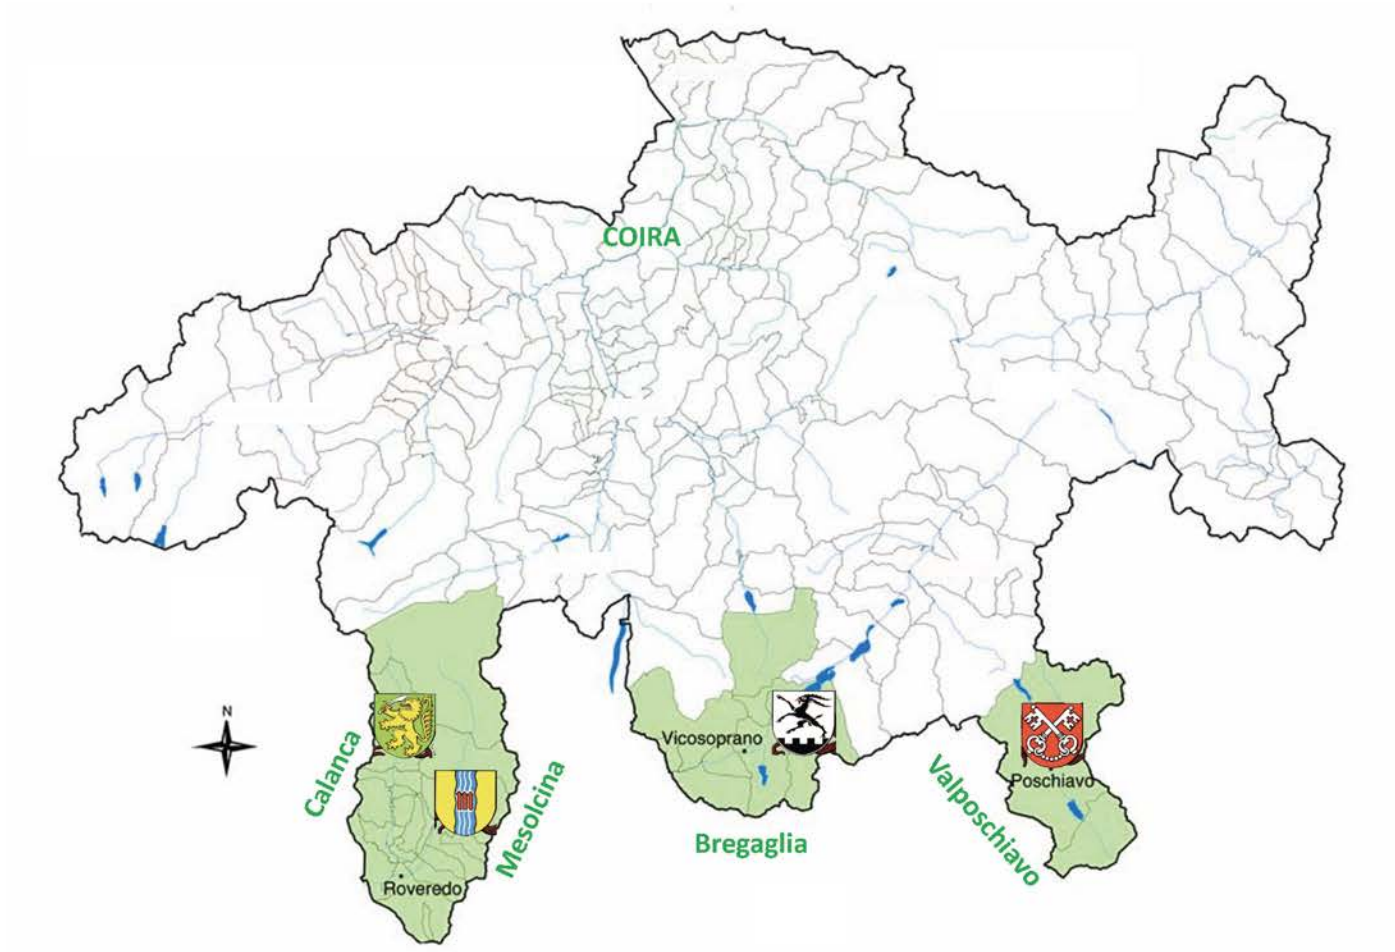 COIRA
N
Calanca
Mesolcina
Roveredo
Vicosoprano
Bregaglia
Valposchiavo
Poschiavo